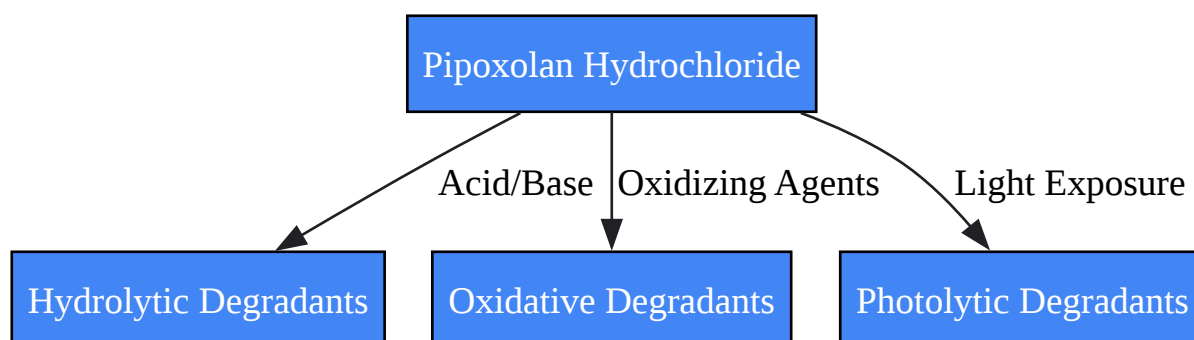 Pipoxolan Hydrochloride
Acid/Base
Oxidizing Agents
Light Exposure
Hydrolytic Degradants
Oxidative Degradants
Photolytic Degradants